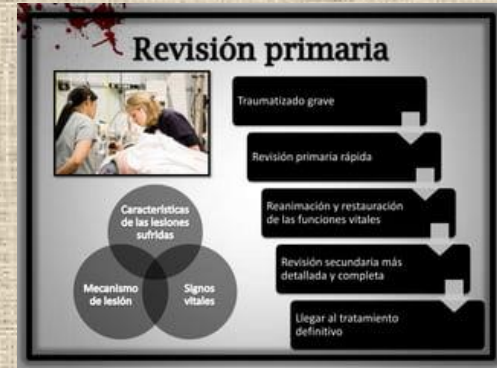 Revisión primaria
Traumatizado grave
Revisión primaria rápida
Reanimación y restauración
de las funciones vitales
Revisión secundaria más
detallada y completa
Llegar al tratamiento
definitivo
Características
de las lesiones
sufridas
Mecanismo
de lesión
Signos
vitales